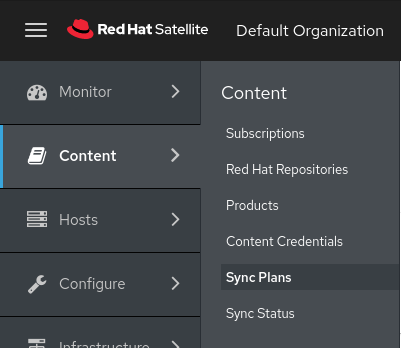 Red Hat Satellite
Default Organization
Monitor
Content
Hosts
Configure
Infrastructure
Content
Subscriptions
Red Hat Repositories
Products
Content Credentials
Sync Plans
Sync Status